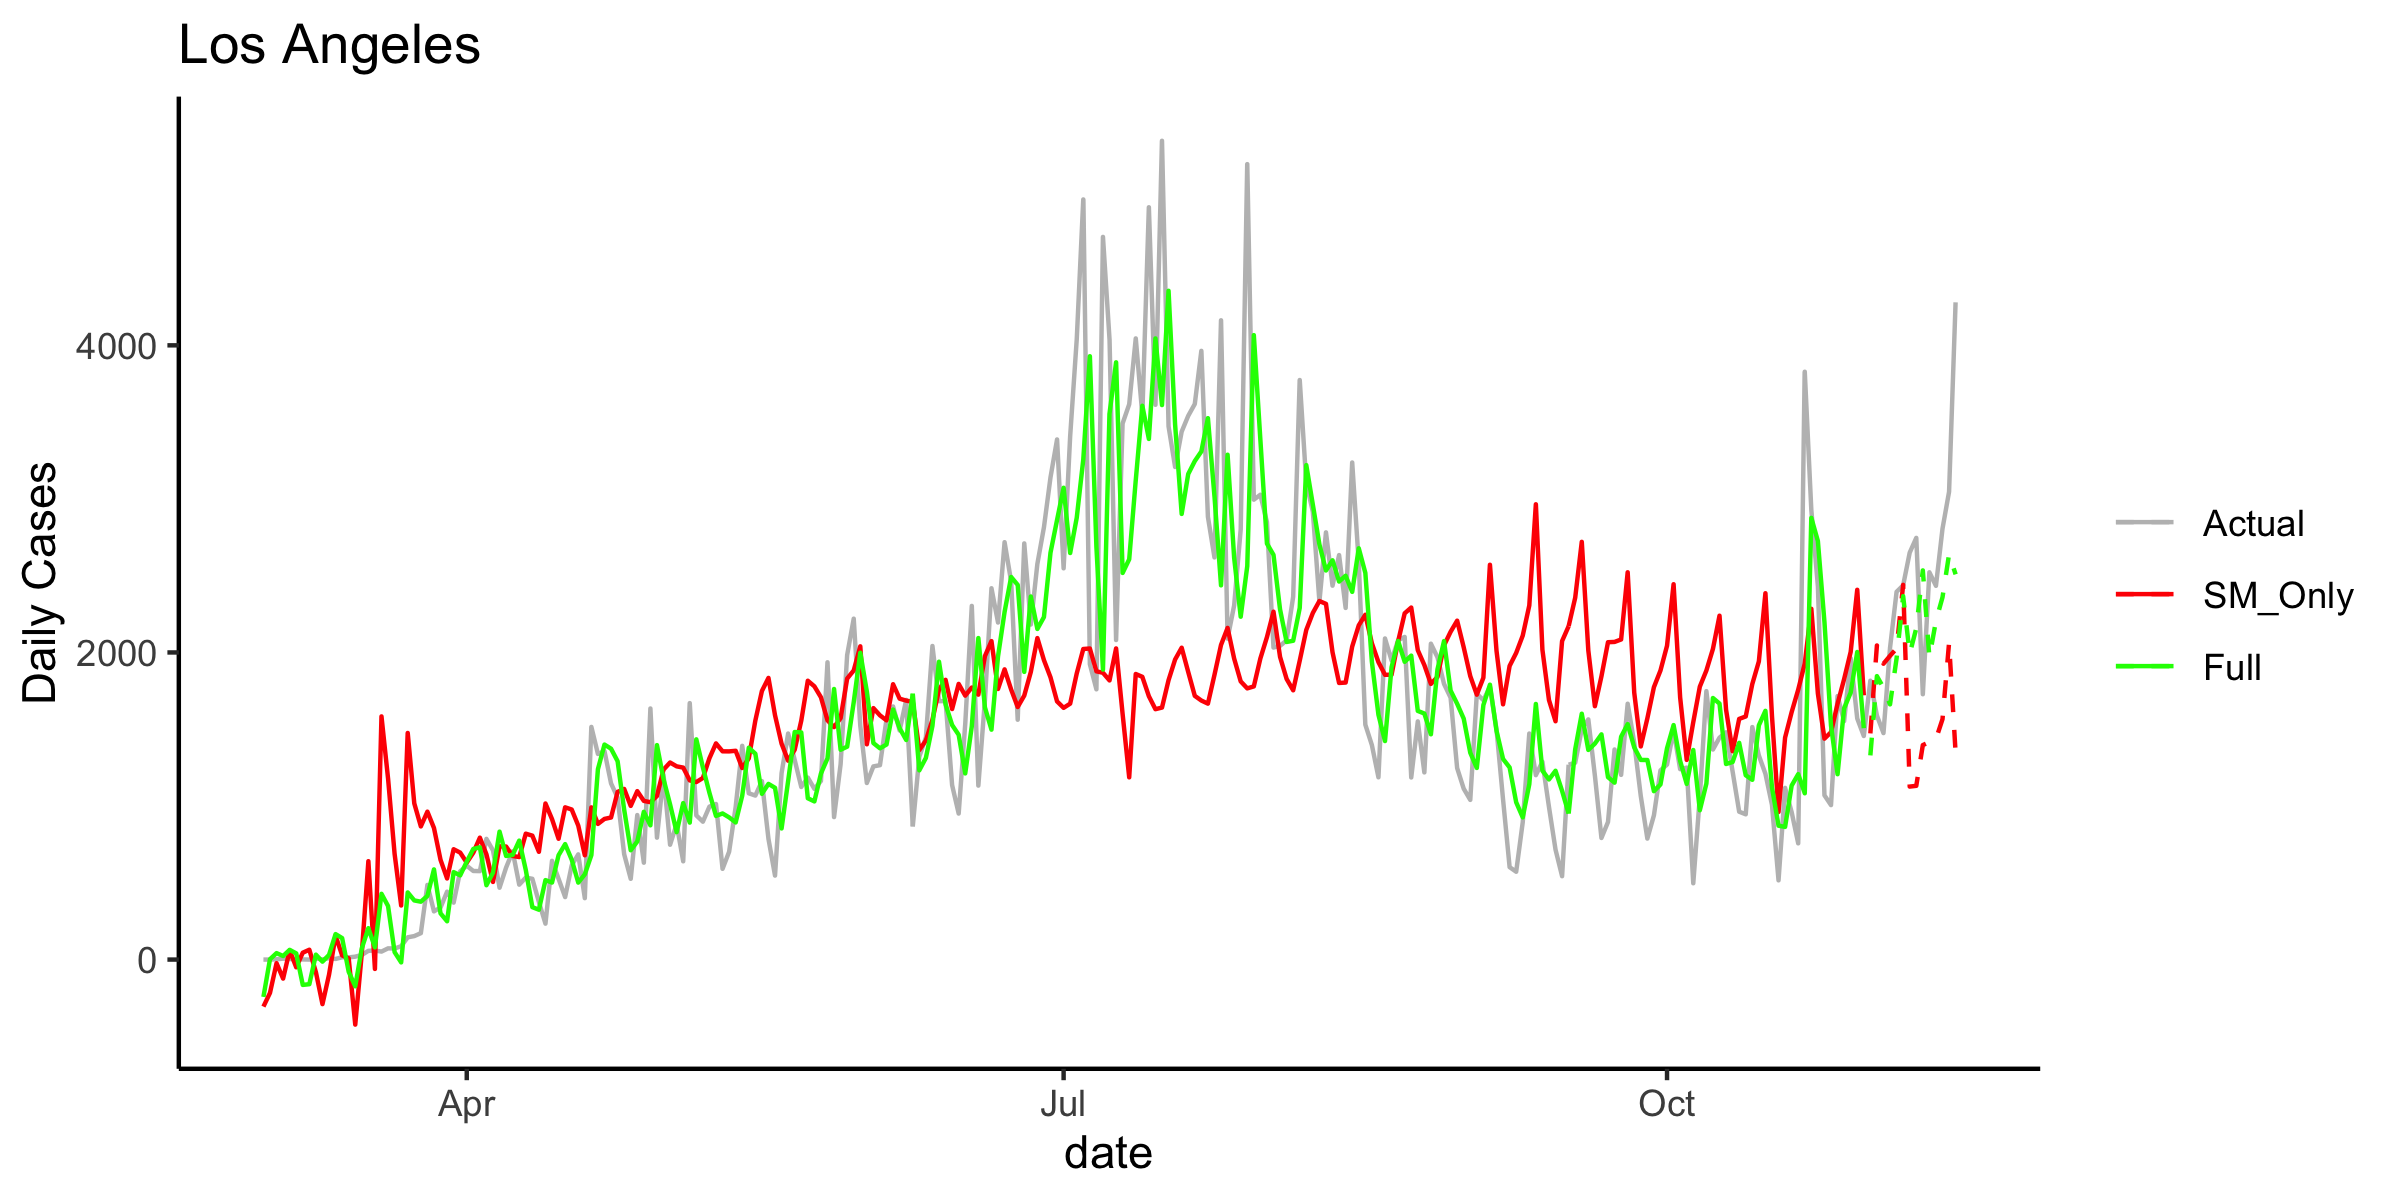 Los Angeles
Daily Cases
4000
2000
0
Apr
Jul
Oct
date
Actual
SM_Only
Full